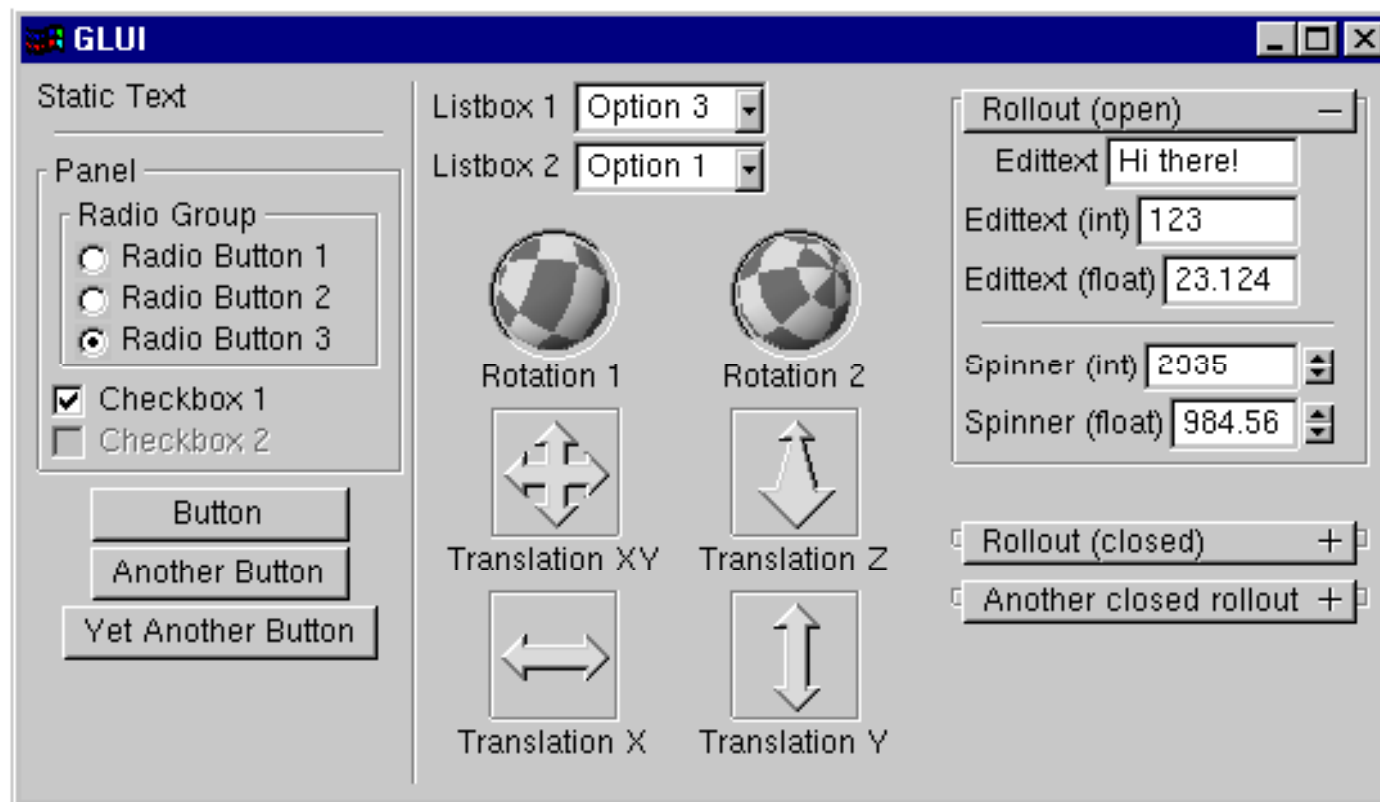 GLUI
Static Text
Panel
Radio Group
Radio Button 1
Radio Button 2
Radio Button 3
Checkbox 1
Checkbox 2
Button
Another Button
Yet Another Button
Listbox 1 Option 3
Listbox 2 Option 1
Rotation 1 Rotation 2
Translation XY Translation Z
Translation X Translation Y
Rollout (open)
Edittext Hi there!
Edittext (int) 123
Edittext (float) 23.124
Spinner (int) 2935
Spinner (float) 984.56
Rollout (closed)
Another closed rollout